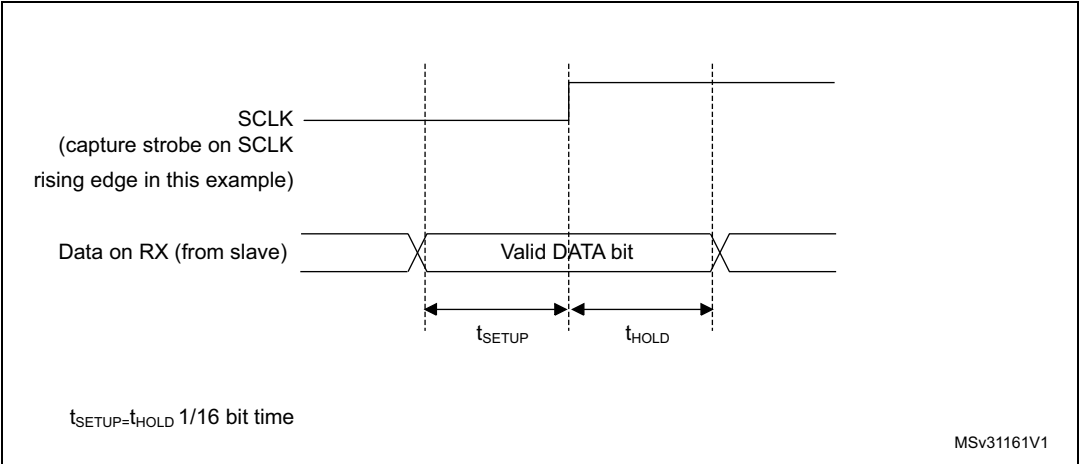 SCLK
(capture strobe on SCLK
rising edge in this example)
Data on RX (from slave)
Valid DATA bit
tSETUP
tHOLD
tSETUP=tHOLD 1/16 bit time
MSv31161V1